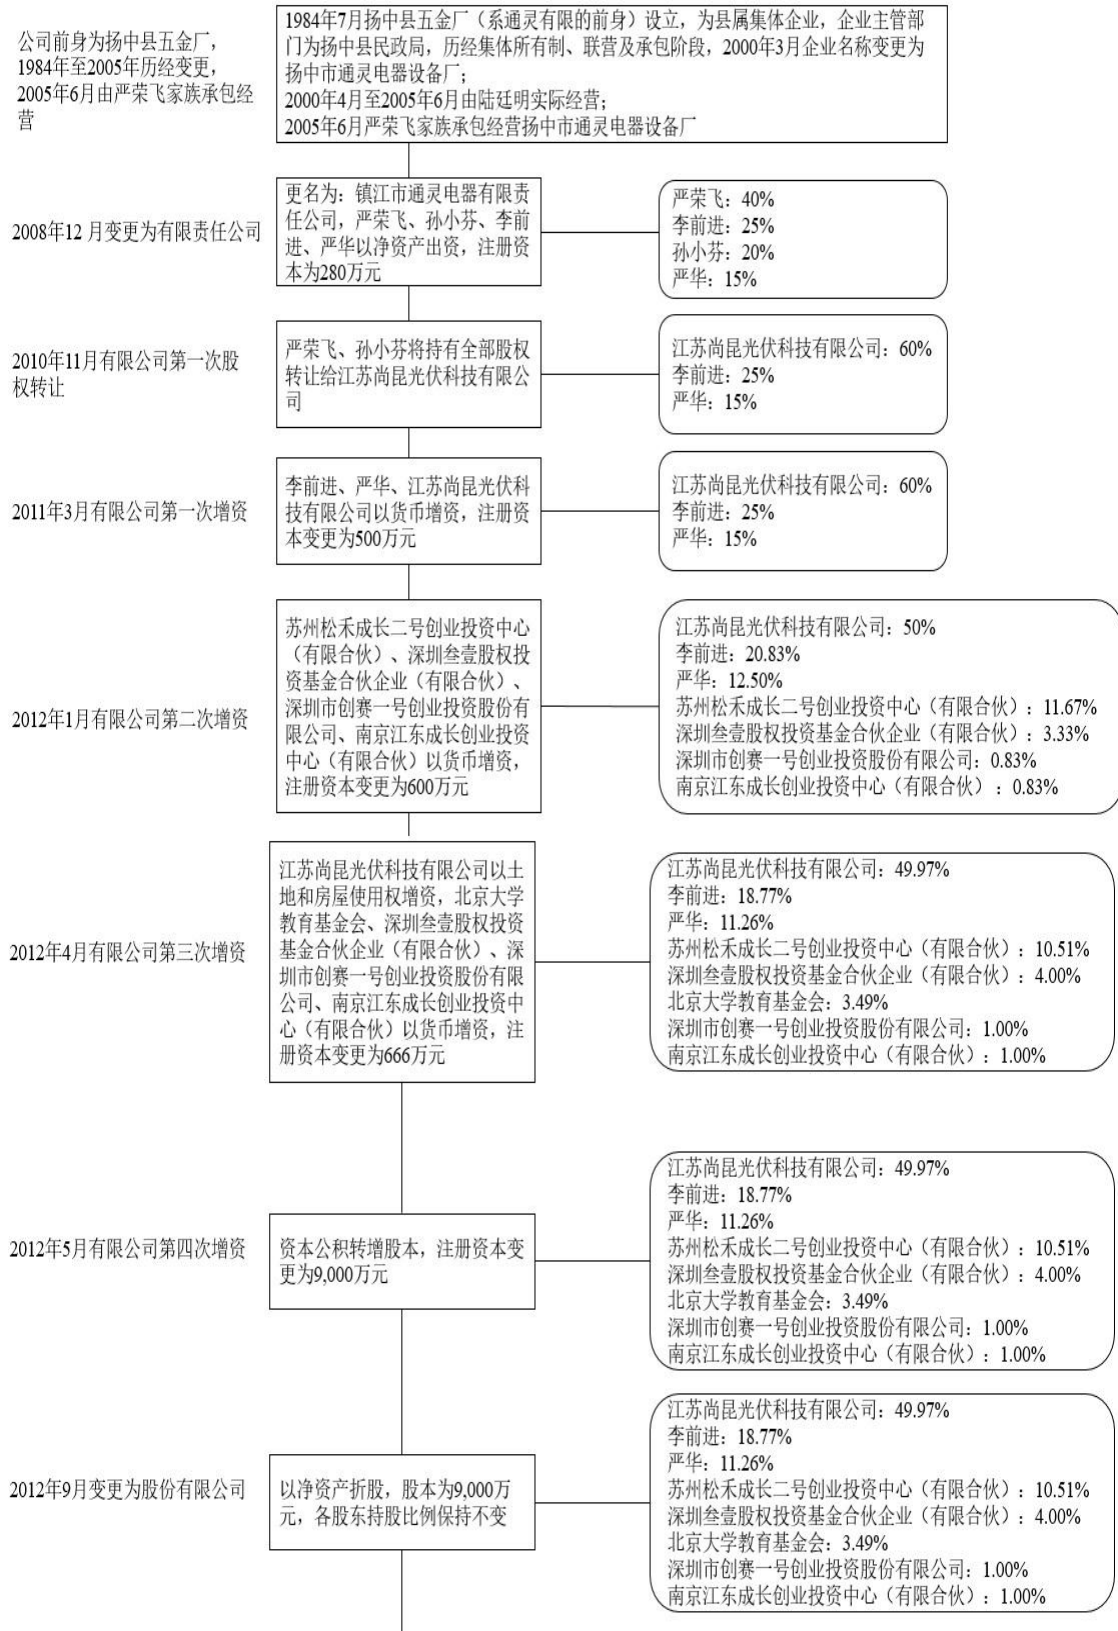 公司前身为扬中县五金厂，
1984年至2005年历经变更，
2005年6月由严荣飞家族承包经
营
1984年7月扬中县五金厂（系通灵有限的前身）设立，为县属集体企业，企业主管部
门为扬中县民政局，历经集体所有制、联营及承包阶段，2000年3月企业名称变更为
扬中市通灵电器设备厂；
2000年4月至2005年6月由陆廷明实际经营；
2005年6月严荣飞家族承包经营扬中市通灵电器设备厂
2008年12月变更为有限责任公司
更名为：镇江市通灵电器有限责
任公司，严荣飞、孙小芬、李前
进、严华以净资产出资，注册资
本为280万元
严荣飞：40%
李前进：25%
孙小芬：20%
严华：15%
2010年11月有限公司第一次股
权转让
严荣飞、孙小芬将持有全部股权
转让给江苏尚昆光伏科技有限公
司
江苏尚昆光伏科技有限公司：60%
李前进：25%
严华：15%
2011年3月有限公司第一次增资
李前进、严华、江苏尚昆光伏科
技有限公司以货币增资，注册资
本变更为500万元
江苏尚昆光伏科技有限公司：60%
李前进：25%
严华：15%
2012年1月有限公司第二次增资
苏州松禾成长二号创业投资中心
（有限合伙）、深圳叁壹股权投
资基金合伙企业（有限合伙）、
深圳市创赛一号创业投资股份有
限公司、南京江东成长创业投资
中心（有限合伙）以货币增资，
注册资本变更为600万元
江苏尚昆光伏科技有限公司：50%
李前进：20.83%
严华：12.50%
苏州松禾成长二号创业投资中心（有限合伙）：11.67%
深圳叁壹股权投资基金合伙企业（有限合伙）：3.33%
深圳市创赛一号创业投资股份有限公司：0.83%
南京江东成长创业投资中心（有限合伙）：0.83%
2012年4月有限公司第三次增资
江苏尚昆光伏科技有限公司以土
地和房屋使用权增资，北京大学
教育基金会、深圳叁壹股权投资
基金合伙企业（有限合伙）、深
圳市创赛一号创业投资股份有限
公司、南京江东成长创业投资中
心（有限合伙）以货币增资，注
册资本变更为666万元
江苏尚昆光伏科技有限公司：49.97%
李前进：18.77%
严华：11.26%
苏州松禾成长二号创业投资中心（有限合伙）：10.51%
深圳叁壹股权投资基金合伙企业（有限合伙）：4.00%
北京大学教育基金会：3.49%
深圳市创赛一号创业投资股份有限公司：1.00%
南京江东成长创业投资中心（有限合伙）：1.00%
2012年5月有限公司第四次增资
资本公积转增股本，注册资本变
更为9,000万元
江苏尚昆光伏科技有限公司：49.97%
李前进：18.77%
严华：11.26%
苏州松禾成长二号创业投资中心（有限合伙）：10.51%
深圳叁壹股权投资基金合伙企业（有限合伙）：4.00%
北京大学教育基金会：3.49%
深圳市创赛一号创业投资股份有限公司：1.00%
南京江东成长创业投资中心（有限合伙）：1.00%
2012年9月变更为股份有限公司
以净资产折股，股本为9,000万
元，各股东持股比例保持不变
江苏尚昆光伏科技有限公司：49.97%
李前进：18.77%
严华：11.26%
苏州松禾成长二号创业投资中心（有限合伙）：10.51%
深圳叁壹股权投资基金合伙企业（有限合伙）：4.00%
北京大学教育基金会：3.49%
深圳市创赛一号创业投资股份有限公司：1.00%
南京江东成长创业投资中心（有限合伙）：1.00%